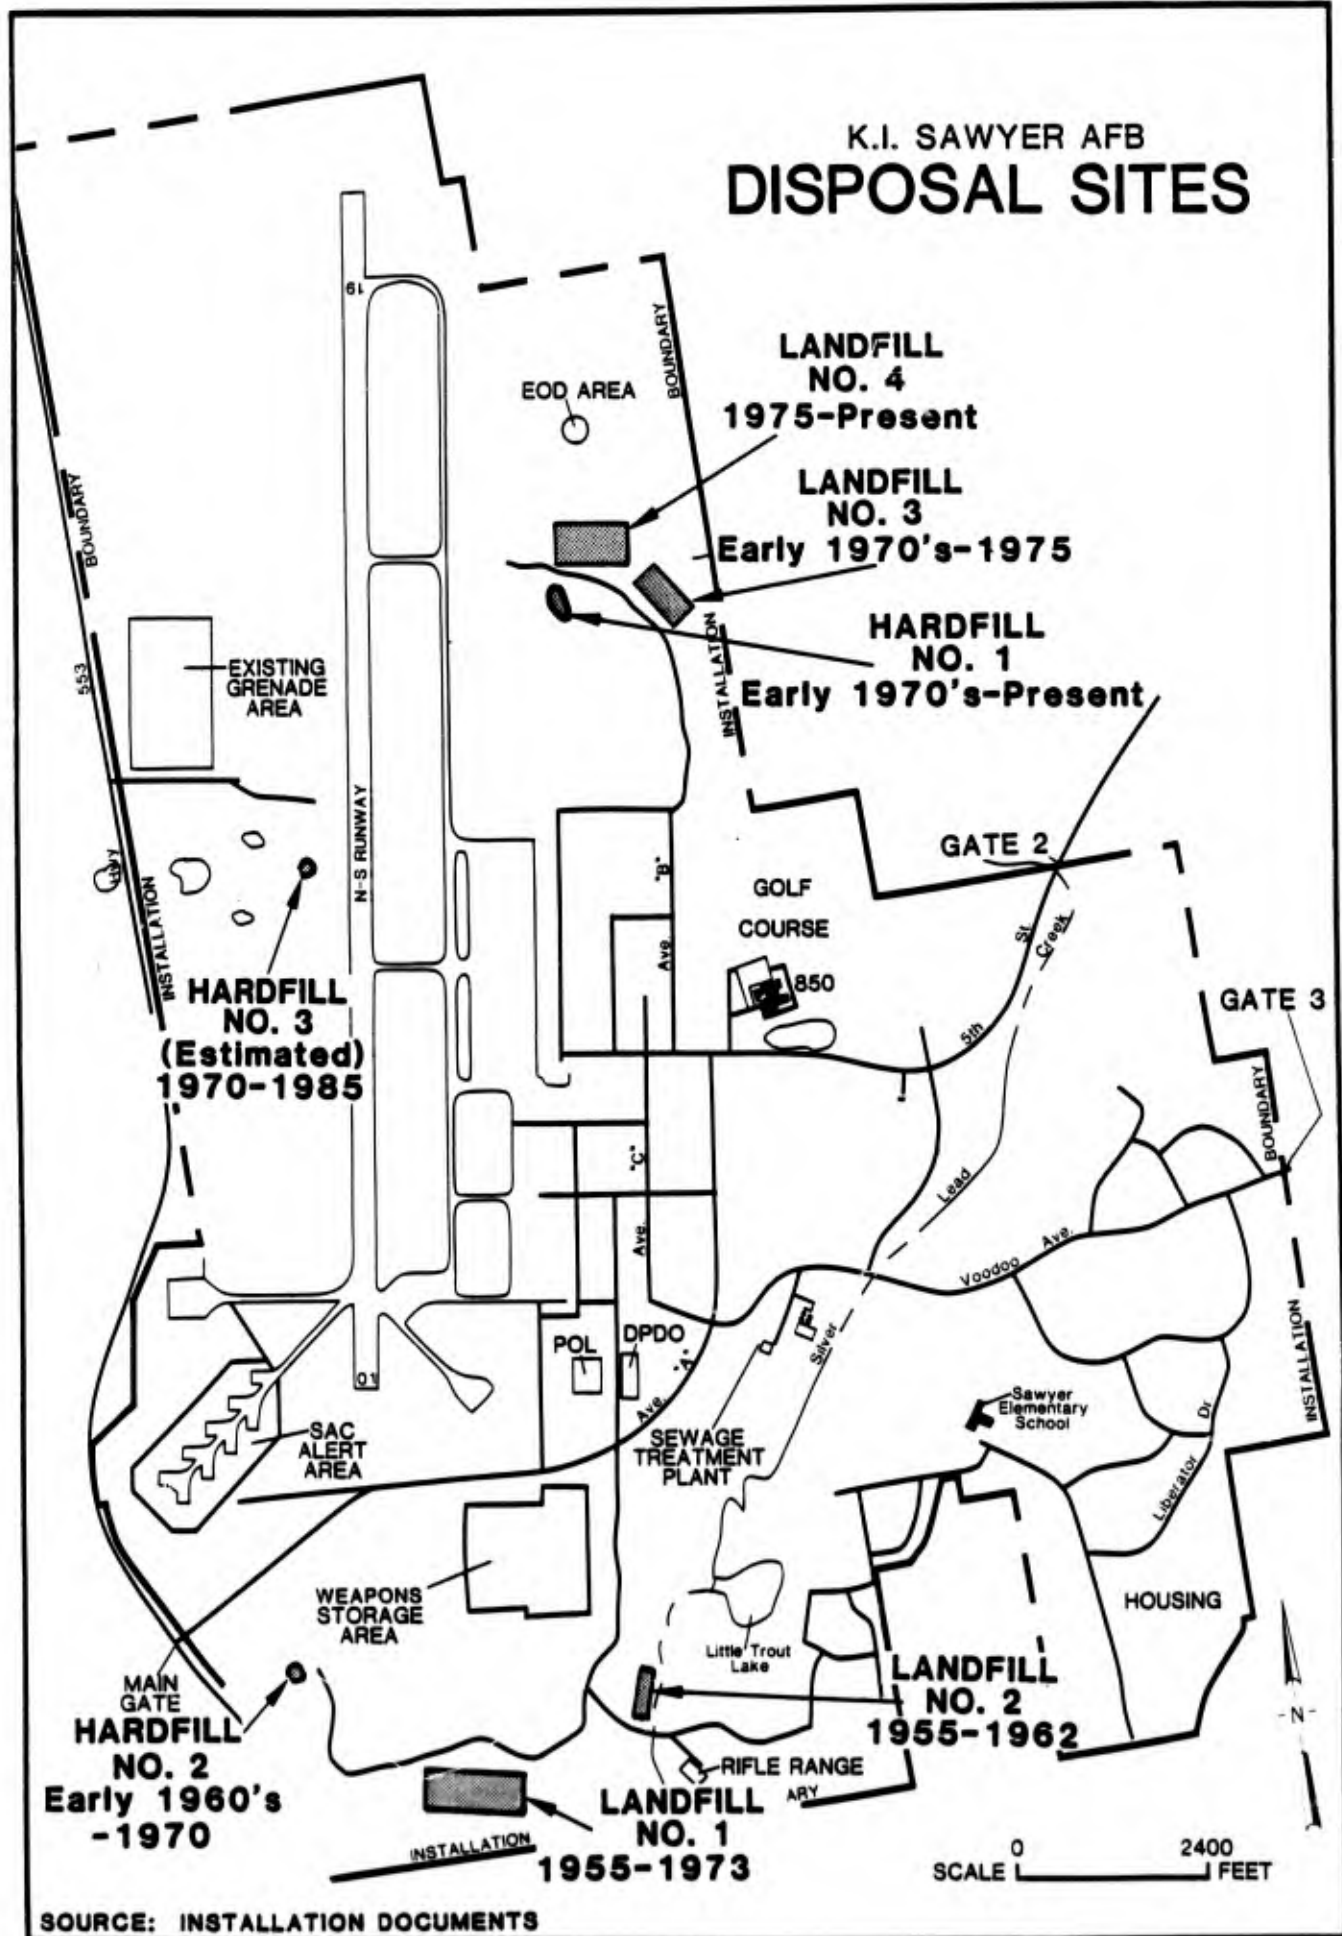 K.I. SAWYER AFB
DISPOSAL SITES
BOUNDARY
19
EOD AREA
LANDFILL
NO. 4
1975-Present
LANDFILL
NO. 3
Early 1970's-1975
HARDFILL
NO. 1
Early 1970's-Present
INSTALLATION
BOUNDARY
553
EXISTING
GRENADE
AREA
N-S RUNWAY
HWY
INSTALLATION
HARDFILL
NO. 3
(Estimated)
1970-1985
"B"
Ave.
GOLF
COURSE
850
GATE 2
St.
Creek
5th
GATE 3
BOUNDARY
"C"
Ave.
Lead
Voodoo Ave.
INSTALLATION
01
POL
DPDO
"A"
Ave.
Silver
SAC
ALERT
AREA
SEWAGE
TREATMENT
PLANT
Sawyer
Elementary
School
Dr.
Liberator
WEAPONS
STORAGE
AREA
HOUSING
Little Trout
Lake
MAIN
GATE
HARDFILL
NO. 2
Early 1960's
-1970
LANDFILL
NO. 2
1955-1962
RIFLE RANGE
ARY
LANDFILL
NO. 1
1955-1973
INSTALLATION
-N-
0 2400
SCALE FEET
SOURCE: INSTALLATION DOCUMENTS